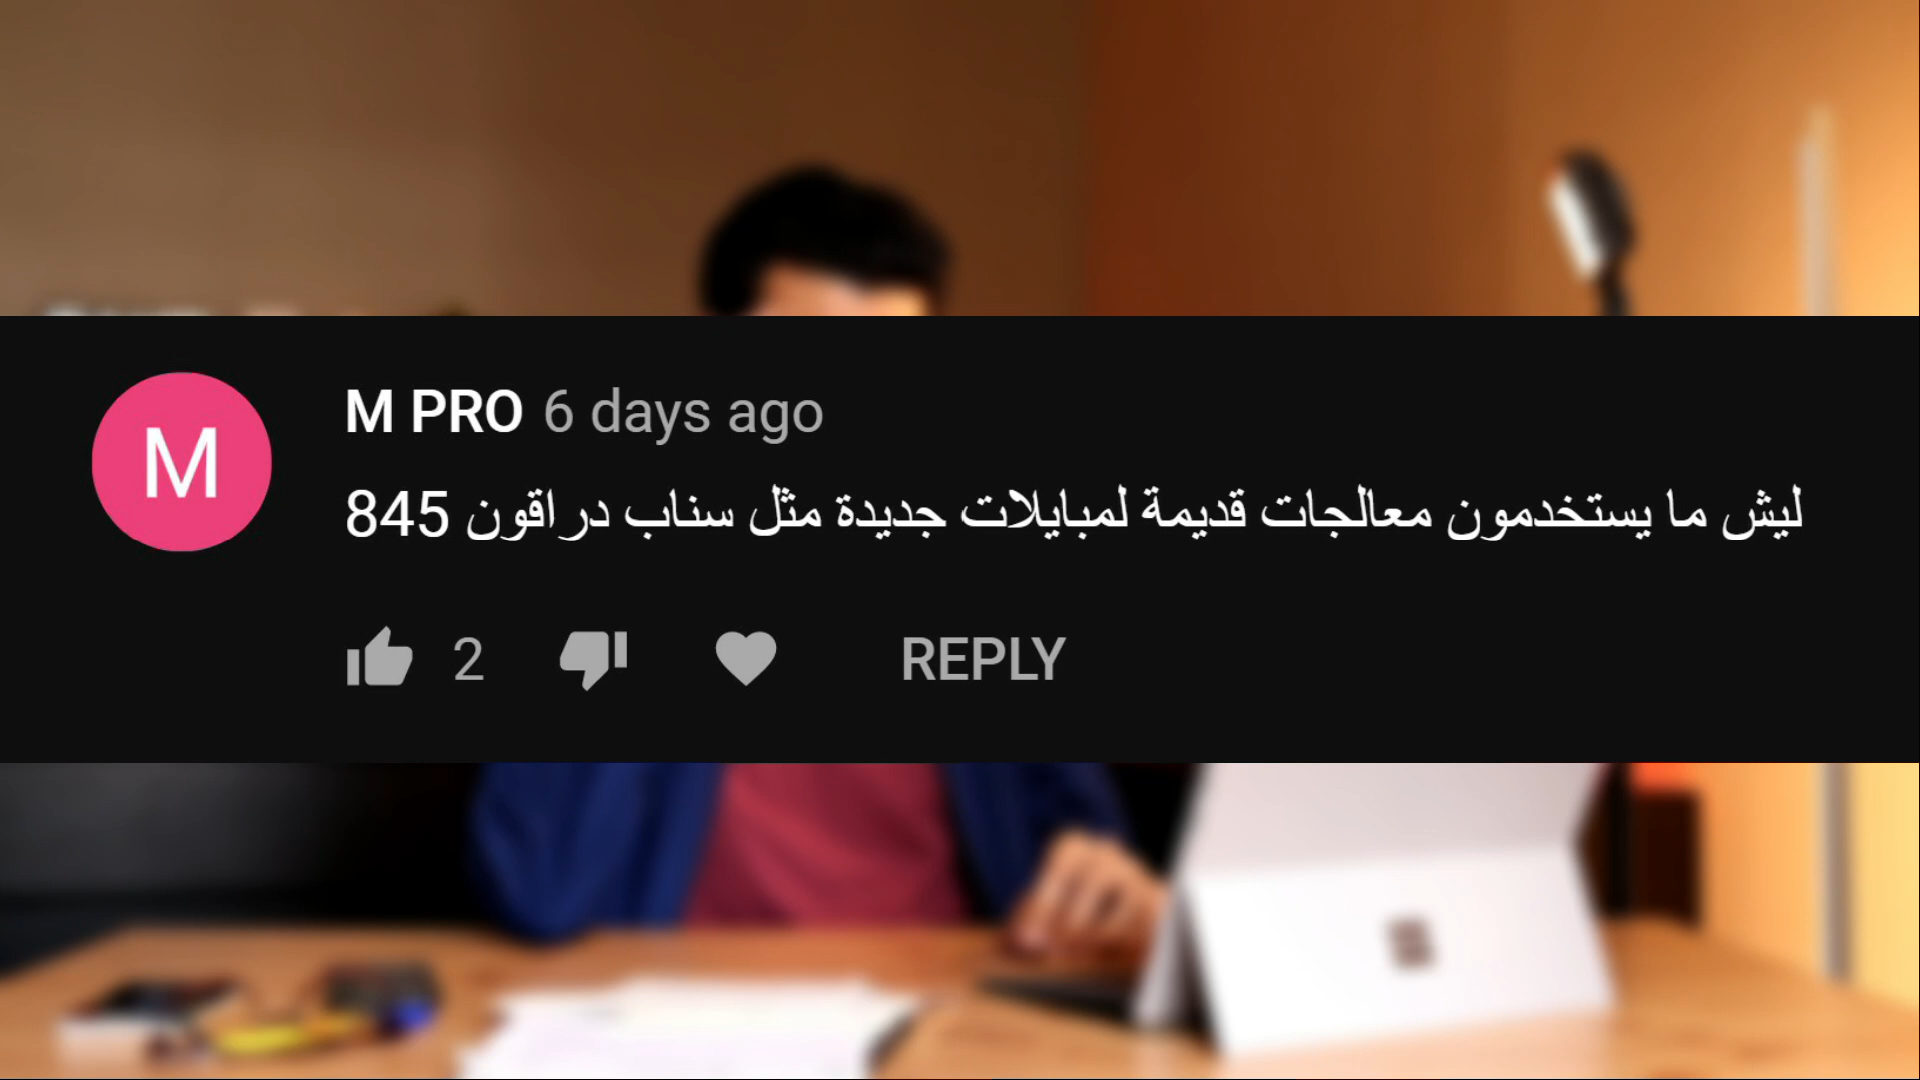 M
M PRO 6 days ago
ليش ما يستخدمون معالجات قديمة لمبايلات جديدة مثل سناب دراقون 845
2
REPLY